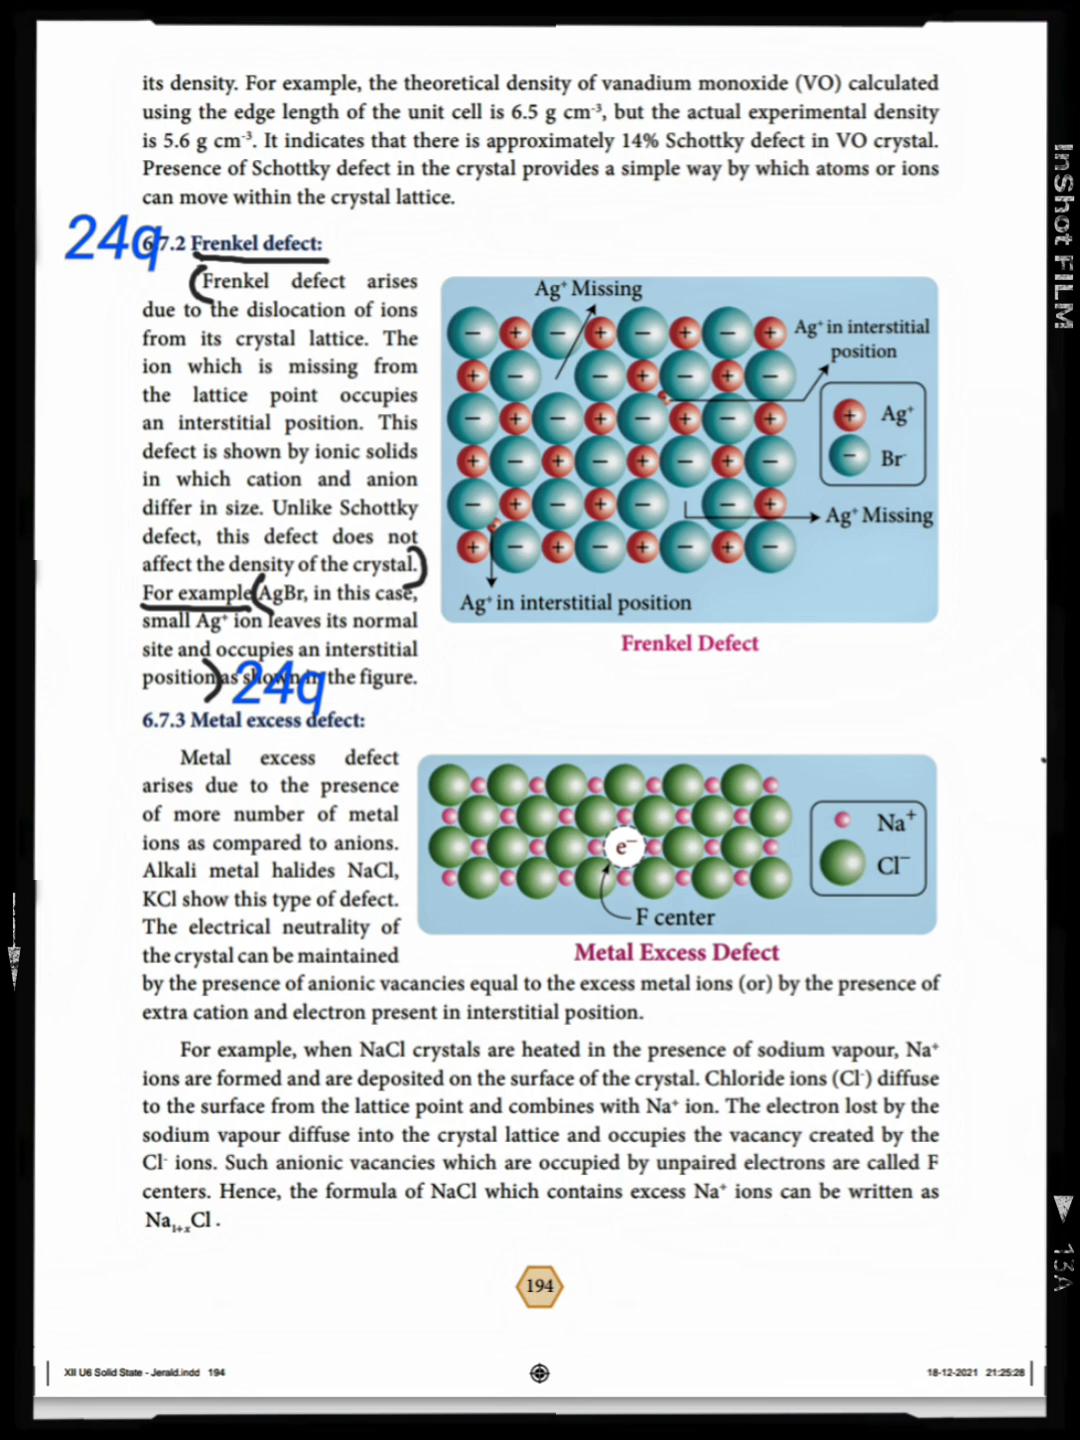 its density. For example, the theoretical density of vanadium monoxide (VO) calculated
using the edge length of the unit cell is 6.5 g cm⁻³, but the actual experimental density
is 5.6 g cm⁻³. It indicates that there is approximately 14% Schottky defect in VO crystal.
Presence of Schottky defect in the crystal provides a simple way by which atoms or ions
can move within the crystal lattice.
24q
6.7.2 Frenkel defect:
Frenkel defect arises
due to the dislocation of ions
from its crystal lattice. The
ion which is missing from
the lattice point occupies
an interstitial position. This
defect is shown by ionic solids
in which cation and anion
differ in size. Unlike Schottky
defect, this defect does not
affect the density of the crystal.)
For example (AgBr, in this case,
small Ag⁺ ion leaves its normal
site and occupies an interstitial
position) as shown in the figure.
24q
Ag⁺ Missing
Ag⁺ in interstitial
position
+ Ag⁺
− Br⁻
Ag⁺ Missing
Ag⁺ in interstitial position
Frenkel Defect
6.7.3 Metal excess defect:
Metal excess defect
arises due to the presence
of more number of metal
ions as compared to anions.
Alkali metal halides NaCl,
KCl show this type of defect.
The electrical neutrality of
the crystal can be maintained
e⁻
Na⁺
Cl⁻
F center
Metal Excess Defect
by the presence of anionic vacancies equal to the excess metal ions (or) by the presence of
extra cation and electron present in interstitial position.
For example, when NaCl crystals are heated in the presence of sodium vapour, Na⁺
ions are formed and are deposited on the surface of the crystal. Chloride ions (Cl⁻) diffuse
to the surface from the lattice point and combines with Na⁺ ion. The electron lost by the
sodium vapour diffuse into the crystal lattice and occupies the vacancy created by the
Cl⁻ ions. Such anionic vacancies which are occupied by unpaired electrons are called F
centers. Hence, the formula of NaCl which contains excess Na⁺ ions can be written as
Na₁₊ₓCl .
194
XII U6 Solid State - Jerald.indd 194
18-12-2021 21:25:28
InShot FILM
13A